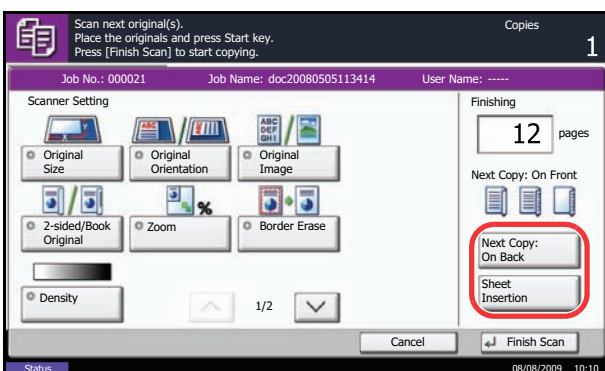 Scan next original(s).
Place the originals and press Start key.
Press [Finish Scan] to start copying.
Copies
1
Job No.: 000021
Job Name: doc20080505113414
User Name: -----
Scanner Setting
Original
Size
Original
Orientation
ABC
DEF
GHI
Original
Image
2-sided/Book
Original
%
Zoom
Border Erase
Density
1/2
Finishing
12 pages
Next Copy: On Front
Next Copy:
On Back
Sheet
Insertion
Cancel
Finish Scan
Status
08/08/2009 10:10